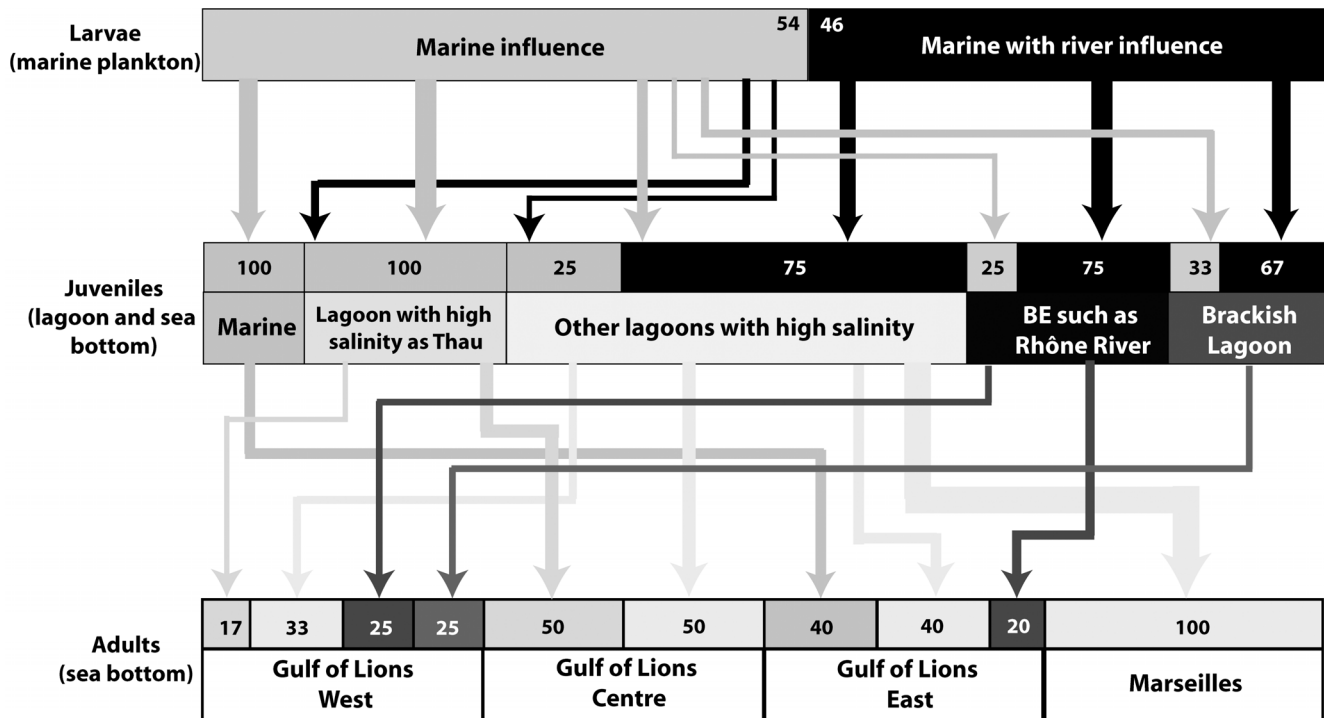 Larvae
(marine plankton)
Marine influence
54
46
Marine with river influence
100
100
25
75
25
75
33
67
Juveniles
(lagoon and sea
bottom)
Marine
Lagoon with high
salinity as Thau
Other lagoons with high salinity
BE such as
Rhône River
Brackish
Lagoon
Adults
(sea bottom)
17
33
25
25
50
50
40
40
20
100
Gulf of Lions
West
Gulf of Lions
Centre
Gulf of Lions
East
Marseilles